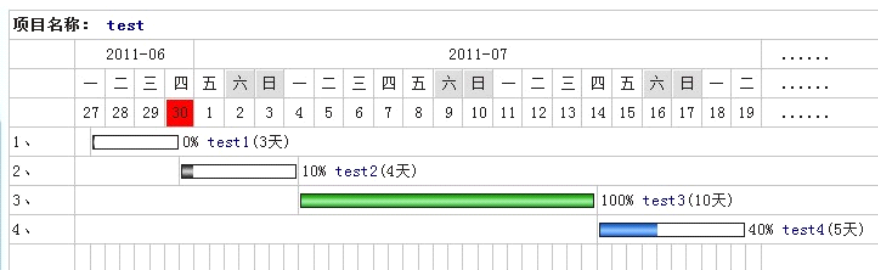 项目名称: test
2011-06 2011-07 ......
一 二 三 四 五 六 日 一 二 三 四 五 六 日 一 二 三 四 五 六 日 一 二 ......
27 28 29 30 1 2 3 4 5 6 7 8 9 10 11 12 13 14 15 16 17 18 19 ......
1、 0% test1(3天)
2、 10% test2(4天)
3、 100% test3(10天)
4、 40% test4(5天)